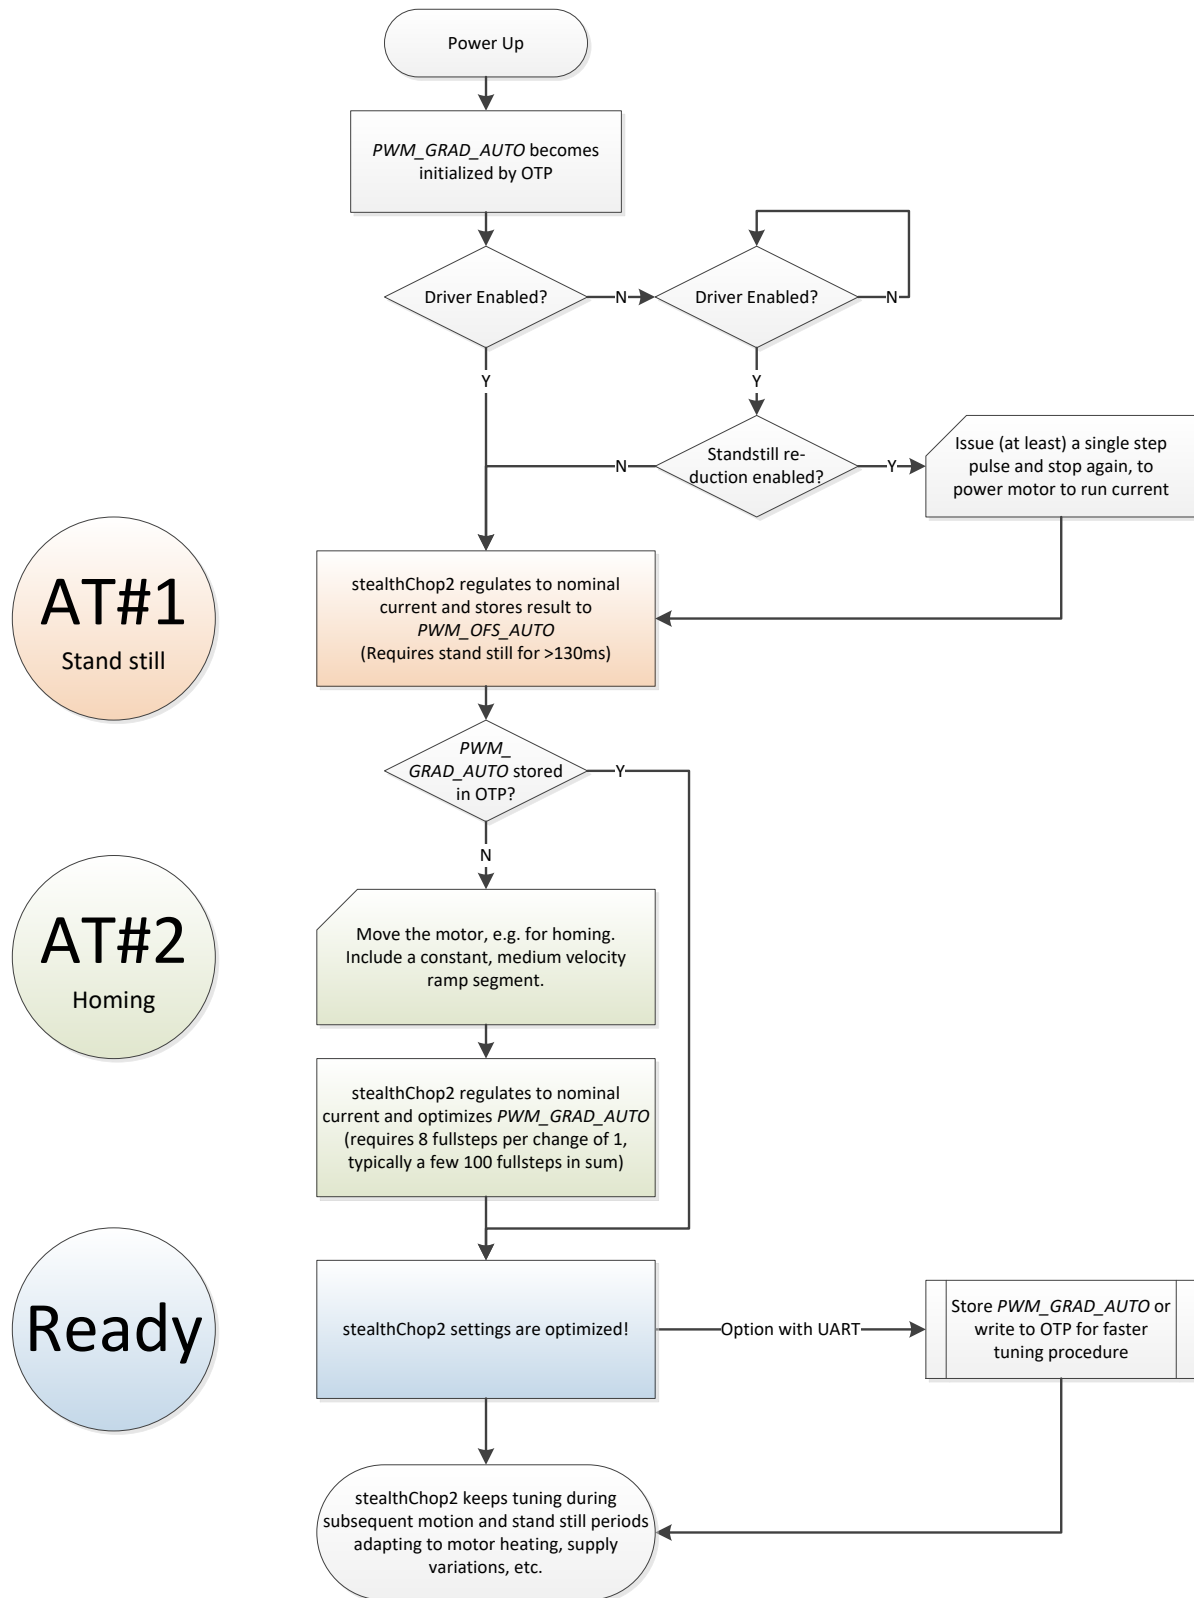 Power Up
PWM_GRAD_AUTO becomes
initialized by OTP
Driver Enabled?
N
Driver Enabled?
N
Y
Y
Standstill re-
duction enabled?
N
Y
Issue (at least) a single step
pulse and stop again, to
power motor to run current
AT#1
Stand still
stealthChop2 regulates to nominal
current and stores result to
PWM_OFS_AUTO
(Requires stand still for >130ms)
PWM_
GRAD_AUTO stored
in OTP?
Y
N
AT#2
Homing
Move the motor, e.g. for homing.
Include a constant, medium velocity
ramp segment.
stealthChop2 regulates to nominal
current and optimizes PWM_GRAD_AUTO
(requires 8 fullsteps per change of 1,
typically a few 100 fullsteps in sum)
Ready
stealthChop2 settings are optimized!
Option with UART
Store PWM_GRAD_AUTO or
write to OTP for faster
tuning procedure
stealthChop2 keeps tuning during
subsequent motion and stand still periods
adapting to motor heating, supply
variations, etc.